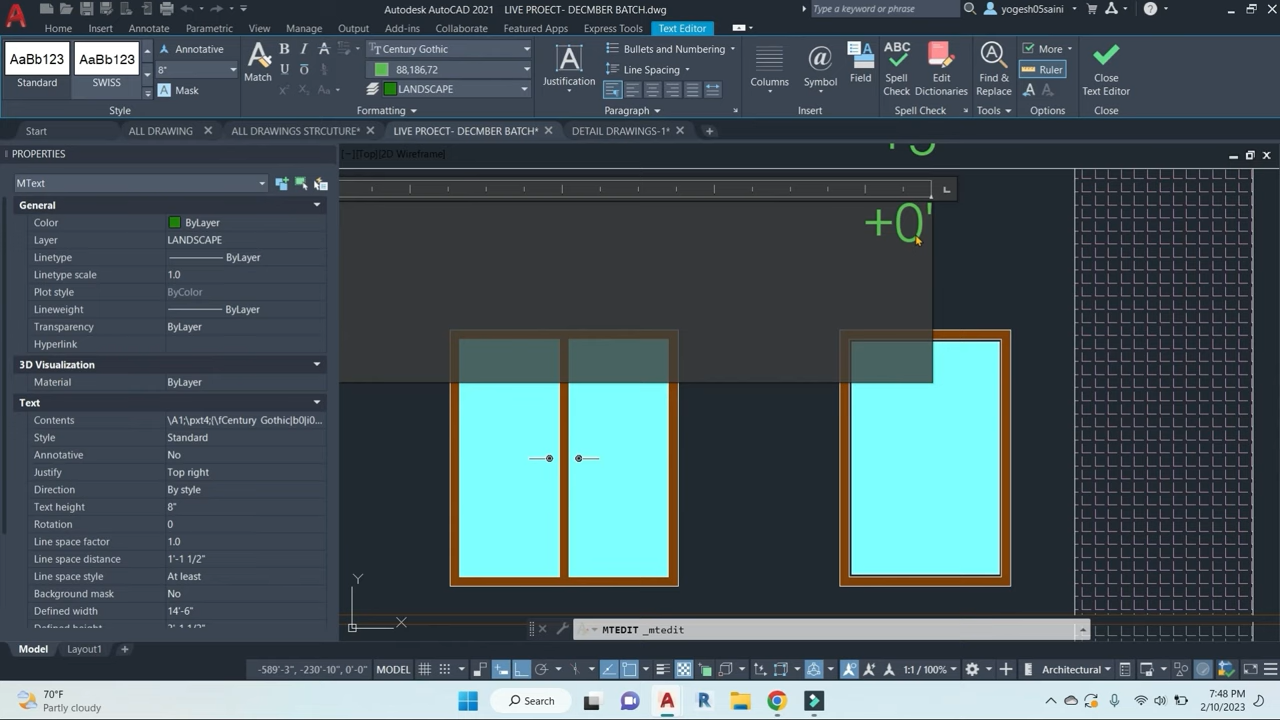 Autodesk AutoCAD 2021 LIVE PROECT- DECMBER BATCH.dwg
Type a keyword or phrase
yogesh05saini
Home Insert Annotate Parametric View Manage Output Add-ins Collaborate Featured Apps Express Tools Text Editor
AaBb123 AaBb123
Standard SWISS
Annotative
8"
Mask
Style
Match
Century Gothic
88,186,72
LANDSCAPE
Formatting
Justification
Bullets and Numbering
Line Spacing
Paragraph
Columns Symbol Field
Insert
ABC
Spell Check
Edit Dictionaries
Spell Check
Find & Replace
Tools
More
Ruler
Options
Close Text Editor
Close
Start ALL DRAWING ALL DRAWINGS STRCUTURE* LIVE PROECT- DECMBER BATCH* DETAIL DRAWINGS-1*
PROPERTIES
[−][Top][2D Wireframe]
MText
General
Color ByLayer
Layer LANDSCAPE
Linetype ByLayer
Linetype scale 1.0
Plot style ByColor
Lineweight ByLayer
Transparency ByLayer
Hyperlink
3D Visualization
Material ByLayer
Text
Contents \A1;\pxt4;{\fCentury Gothic|b0|i0...
Style Standard
Annotative No
Justify Top right
Direction By style
Text height 8"
Rotation 0
Line space factor 1.0
Line space distance 1'-1 1/2"
Line space style At least
Background mask No
Defined width 14'-6"
+0'
Y
X
MTEDIT _mtedit
Model Layout1
-589'-3", -230'-10", 0'-0" MODEL 1:1 / 100% Architectural
70°F
Partly cloudy
Search
7:48 PM
2/10/2023